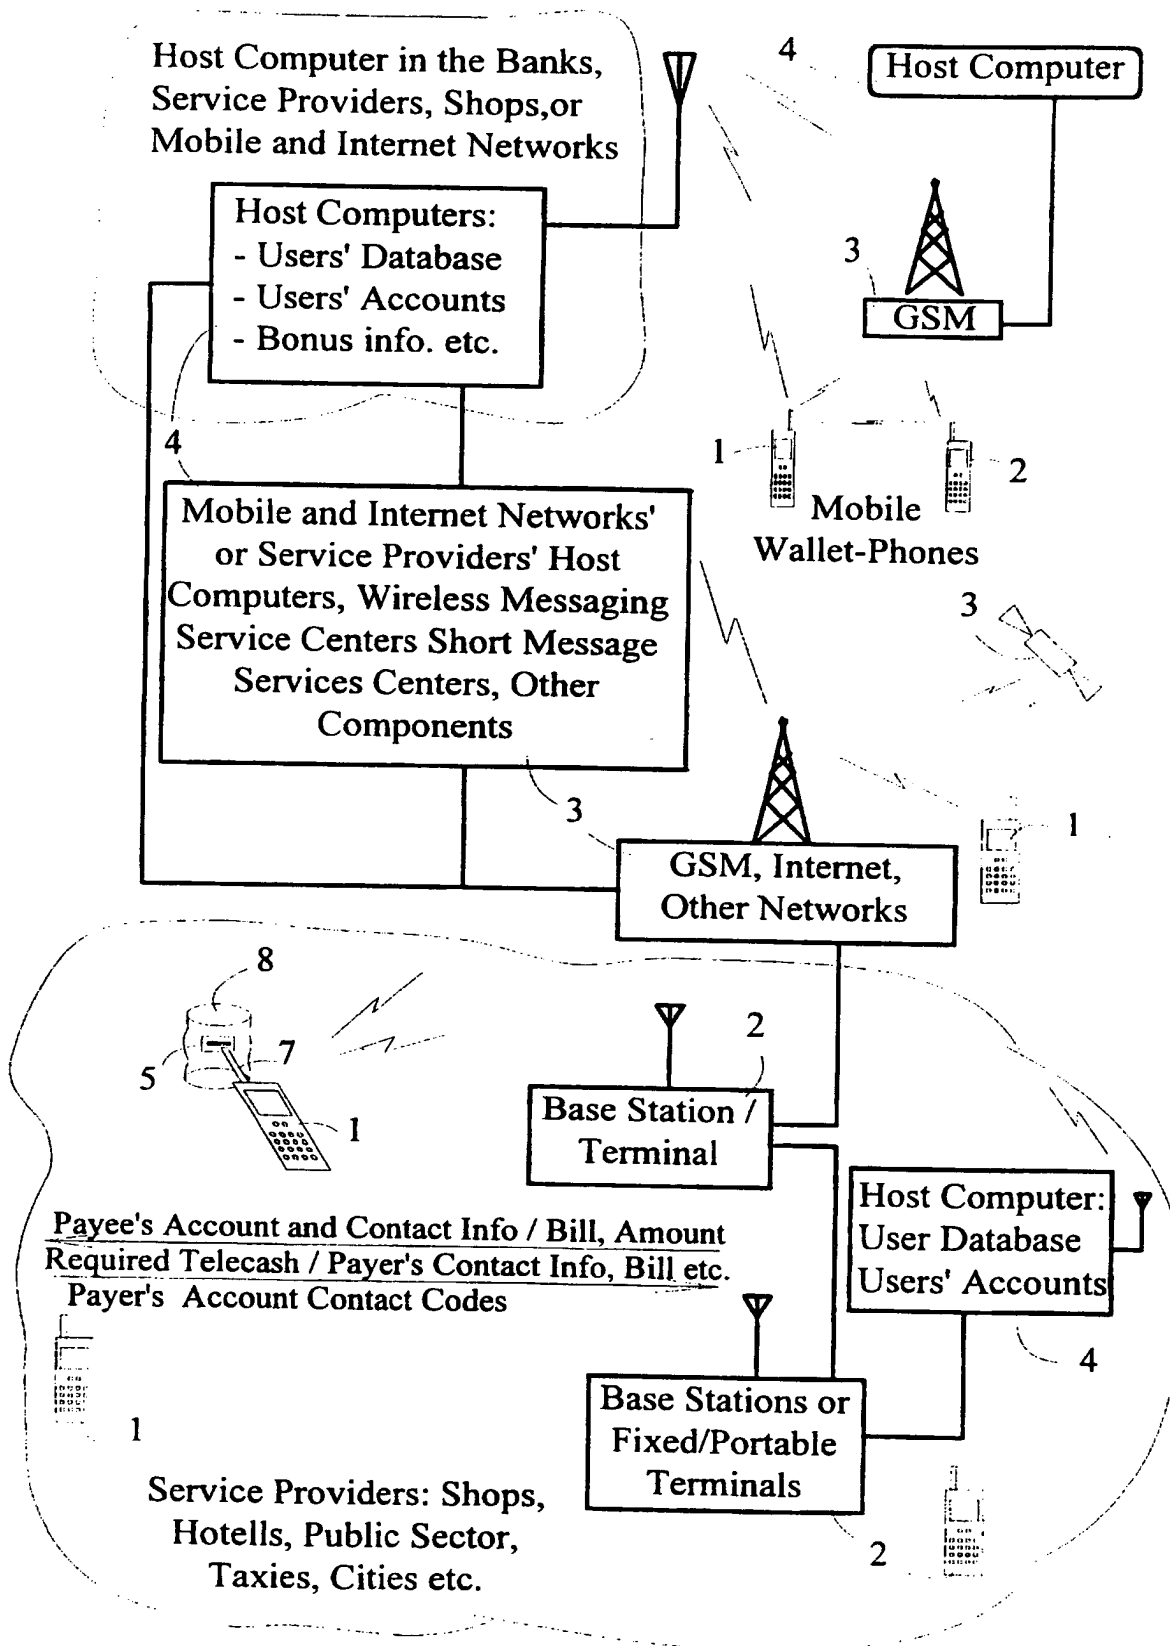 Host Computer in the Banks,
Service Providers, Shops,or
Mobile and Internet Networks
4
Host Computer
Host Computers:
- Users' Database
- Users' Accounts
- Bonus info. etc.
3
GSM
4
1
2
Mobile
Wallet-Phones
Mobile and Internet Networks'
or Service Providers' Host
Computers, Wireless Messaging
Service Centers Short Message
Services Centers, Other
Components
3
3
1
GSM, Internet,
Other Networks
8
5
7
1
2
Base Station /
Terminal
Host Computer:
User Database
Users' Accounts
4
Payee's Account and Contact Info / Bill, Amount
Required Telecash / Payer's Contact Info, Bill etc.
Payer's Account Contact Codes
1
Base Stations or
Fixed/Portable
Terminals
2
Service Providers: Shops,
Hotells, Public Sector,
Taxies, Cities etc.